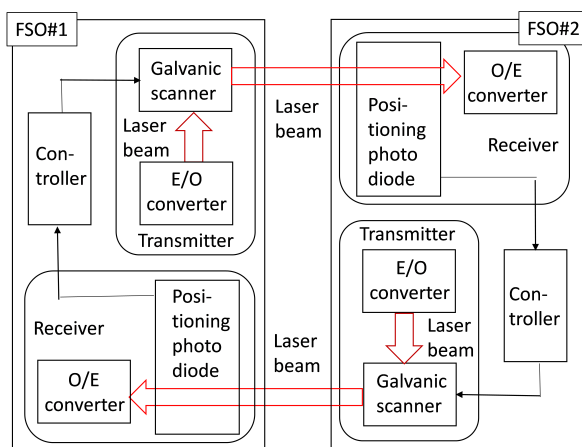 FSO#1
Galvanic
scanner
Laser
beam
E/O
converter
Transmitter
Con-
troller
Receiver
Posi-
tioning
photo
diode
O/E
converter
Laser
beam
Laser
beam
FSO#2
Posi-
tioning
photo
diode
O/E
converter
Receiver
Transmitter
E/O
converter
Laser
beam
Galvanic
scanner
Con-
troller